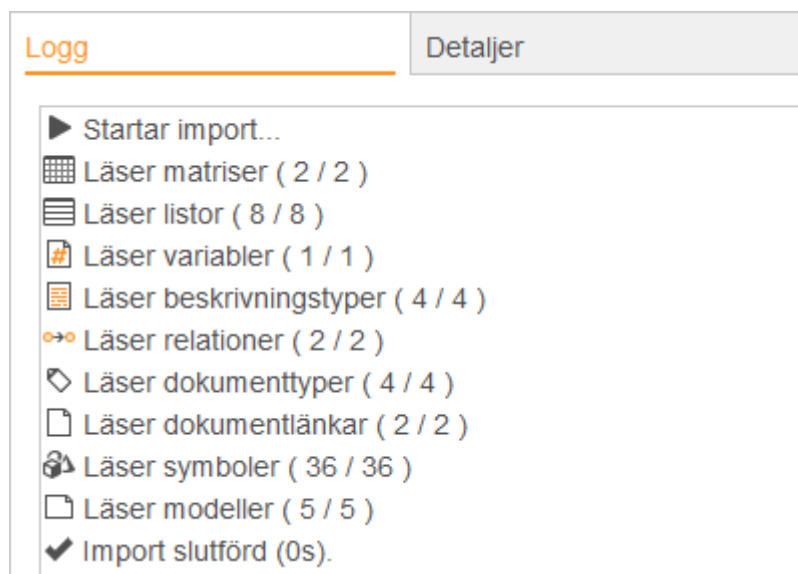 Logg
Detaljer
Startar import...
Läser matriser ( 2 / 2 )
Läser listor ( 8 / 8 )
Läser variabler ( 1 / 1 )
Läser beskrivningstyper ( 4 / 4 )
Läser relationer ( 2 / 2 )
Läser dokumenttyper ( 4 / 4 )
Läser dokumentlänkar ( 2 / 2 )
Läser symboler ( 36 / 36 )
Läser modeller ( 5 / 5 )
Import slutförd (0s).